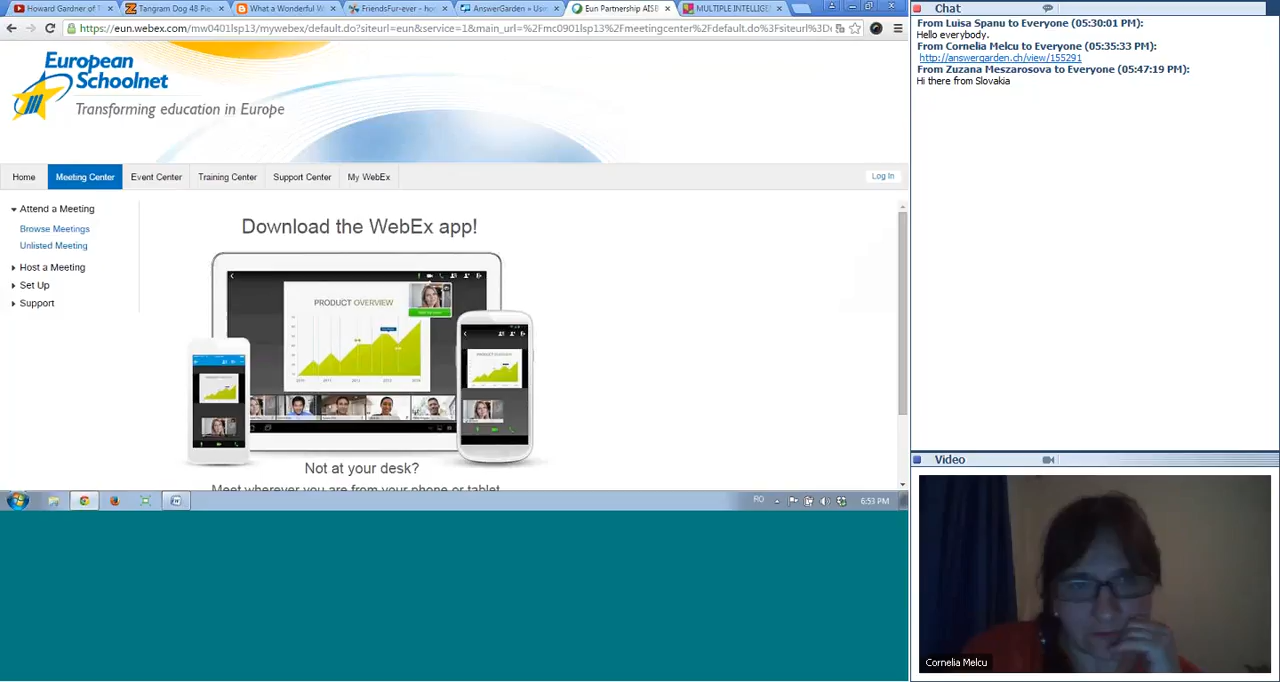 Howard Gardner of T
Tangram Dog 48 Piec
What a Wonderful W
FriendsFur-ever - ho
AnswerGarden » Use
Eun Partnership AISB
MULTIPLE INTELLIGE
https://eun.webex.com/mw0401lsp13/mywebex/default.do?siteurl=eun&service=1&main_url=%2Fmc0901lsp13%2Fmeetingcenter%2Fdefault.do%3Fsiteurl%3D
European
Schoolnet
Transforming education in Europe
Home
Meeting Center
Event Center
Training Center
Support Center
My WebEx
Log In
Attend a Meeting
Browse Meetings
Unlisted Meeting
Host a Meeting
Set Up
Support
Download the WebEx app!
PRODUCT OVERVIEW
Not at your desk?
Meet wherever you are from your phone or tablet
RO
6:53 PM
Chat
From Luisa Spanu to Everyone (05:30:01 PM):
Hello everybody.
From Cornelia Melcu to Everyone (05:35:33 PM):
http://answergarden.ch/view/155291
From Zuzana Meszarosova to Everyone (05:47:19 PM):
Hi there from Slovakia
Video
Cornelia Melcu